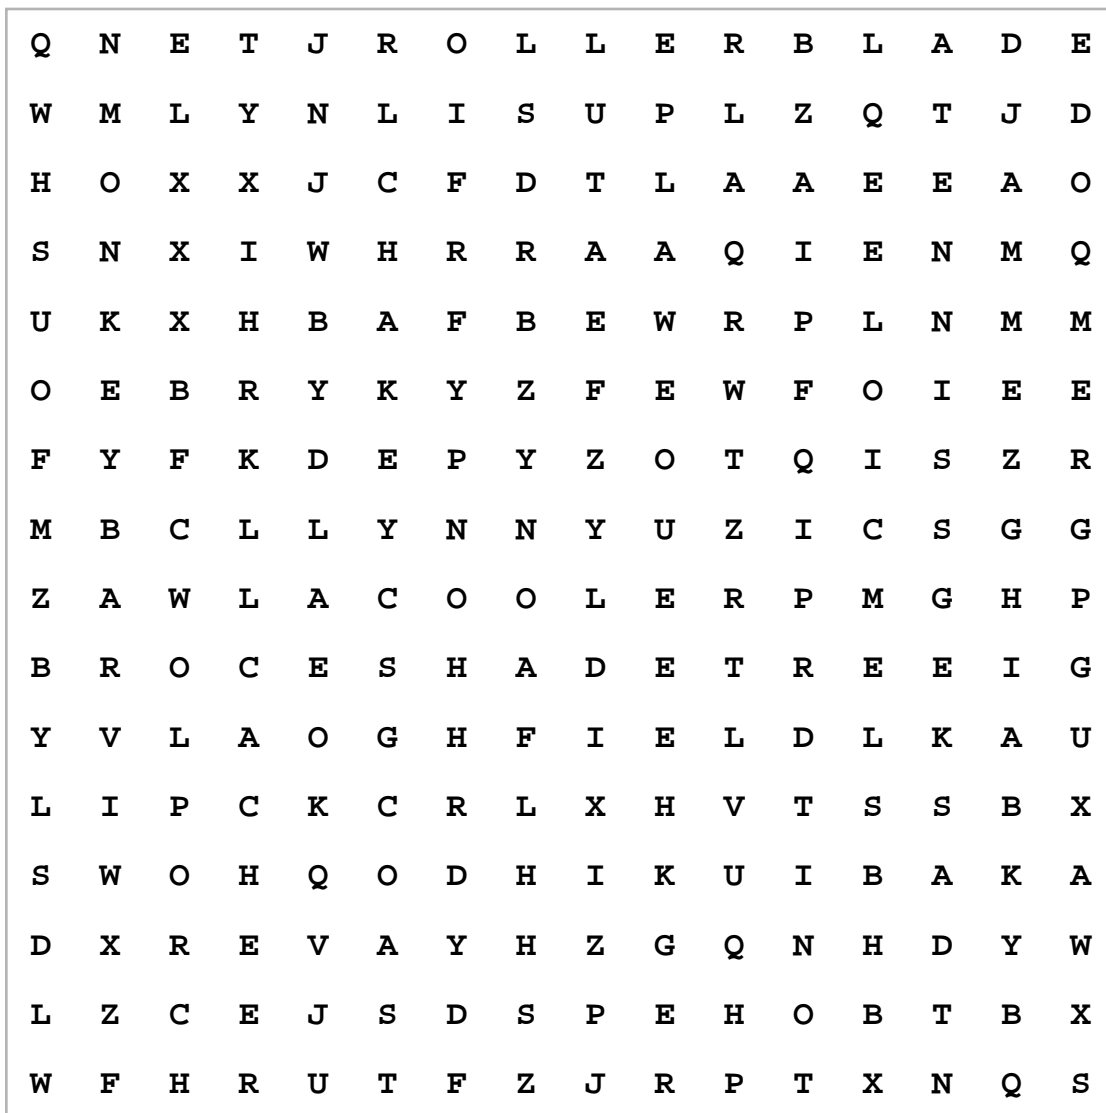 Q N E T J R O L L E R B L A D E
W M L Y N L I S U P L Z Q T J D
H O X X J C F D T L A A E E A O
S N X I W H R R A A Q I E N M Q
U K X H B A F B E W R P L N M M
O E B R Y K Y Z F E W F O I E E
F Y F K D E P Y Z O T Q I S Z R
M B C L L Y N N Y U Z I C S G G
Z A W L A C O O L E R P M G H P
B R O C E S H A D E T R E E I G
Y V L A O G H F I E L D L K A U
L I P C K C R L X H V T S S B X
S W O H Q O D H I K U I B A K A
D X R E V A Y H Z G Q N H D Y W
L Z C E J S D S P E H O B T B X
W F H R U T F Z J R P T X N Q S